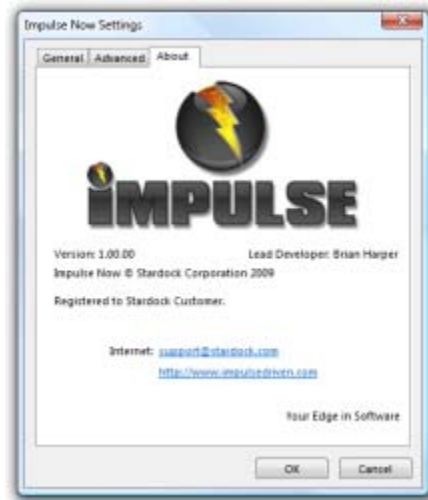 Impulse Now Settings
General Advanced About
IMPULSE
Version: 1.00.00 Lead Developer: Brian Harper
Impulse Now © Stardock Corporation 2009
Registered to Stardock Customer.
Internet: support@stardock.com
http://www.impulsedriven.com
Your Edge in Software
OK Cancel